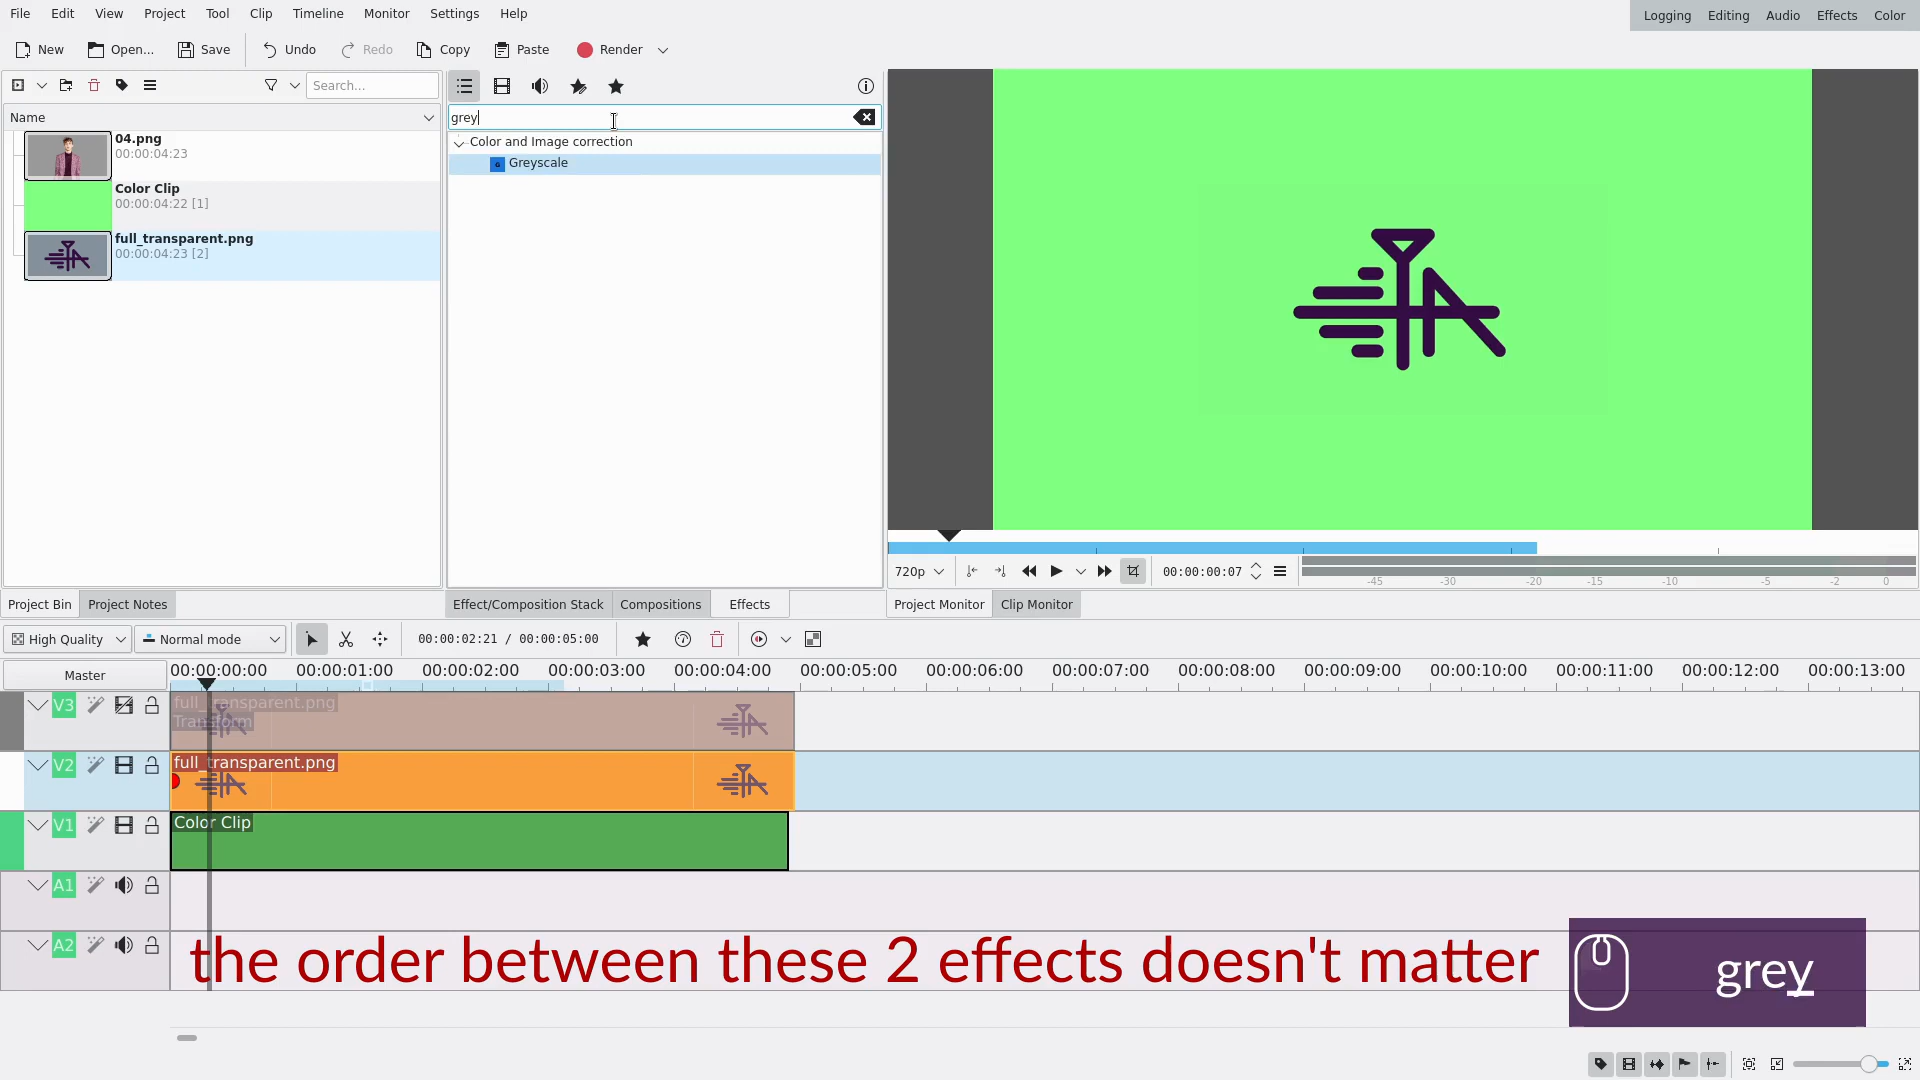 File Edit View Project Tool Clip Timeline Monitor Settings Help
Logging Editing Audio Effects Color
New Open... Save Undo Redo Copy Paste Render
Search...
Name
04.png
00:00:04:23
Color Clip
00:00:04:22 [1]
full_transparent.png
00:00:04:23 [2]
grey
Color and Image correction
Greyscale
720p
00:00:00:07
-45 -30 -20 -15 -10 -5 -2 0
Project Bin Project Notes
Effect/Composition Stack Compositions Effects
Project Monitor Clip Monitor
High Quality Normal mode
00:00:02:21 / 00:00:05:00
Master
00:00:00:00 00:00:01:00 00:00:02:00 00:00:03:00 00:00:04:00 00:00:05:00 00:00:06:00 00:00:07:00 00:00:08:00 00:00:09:00 00:00:10:00 00:00:11:00 00:00:12:00 00:00:13:00
V3
full_transparent.png
Transform
V2
full_transparent.png
V1
Color Clip
A1
A2
the order between these 2 effects doesn't matter
grey